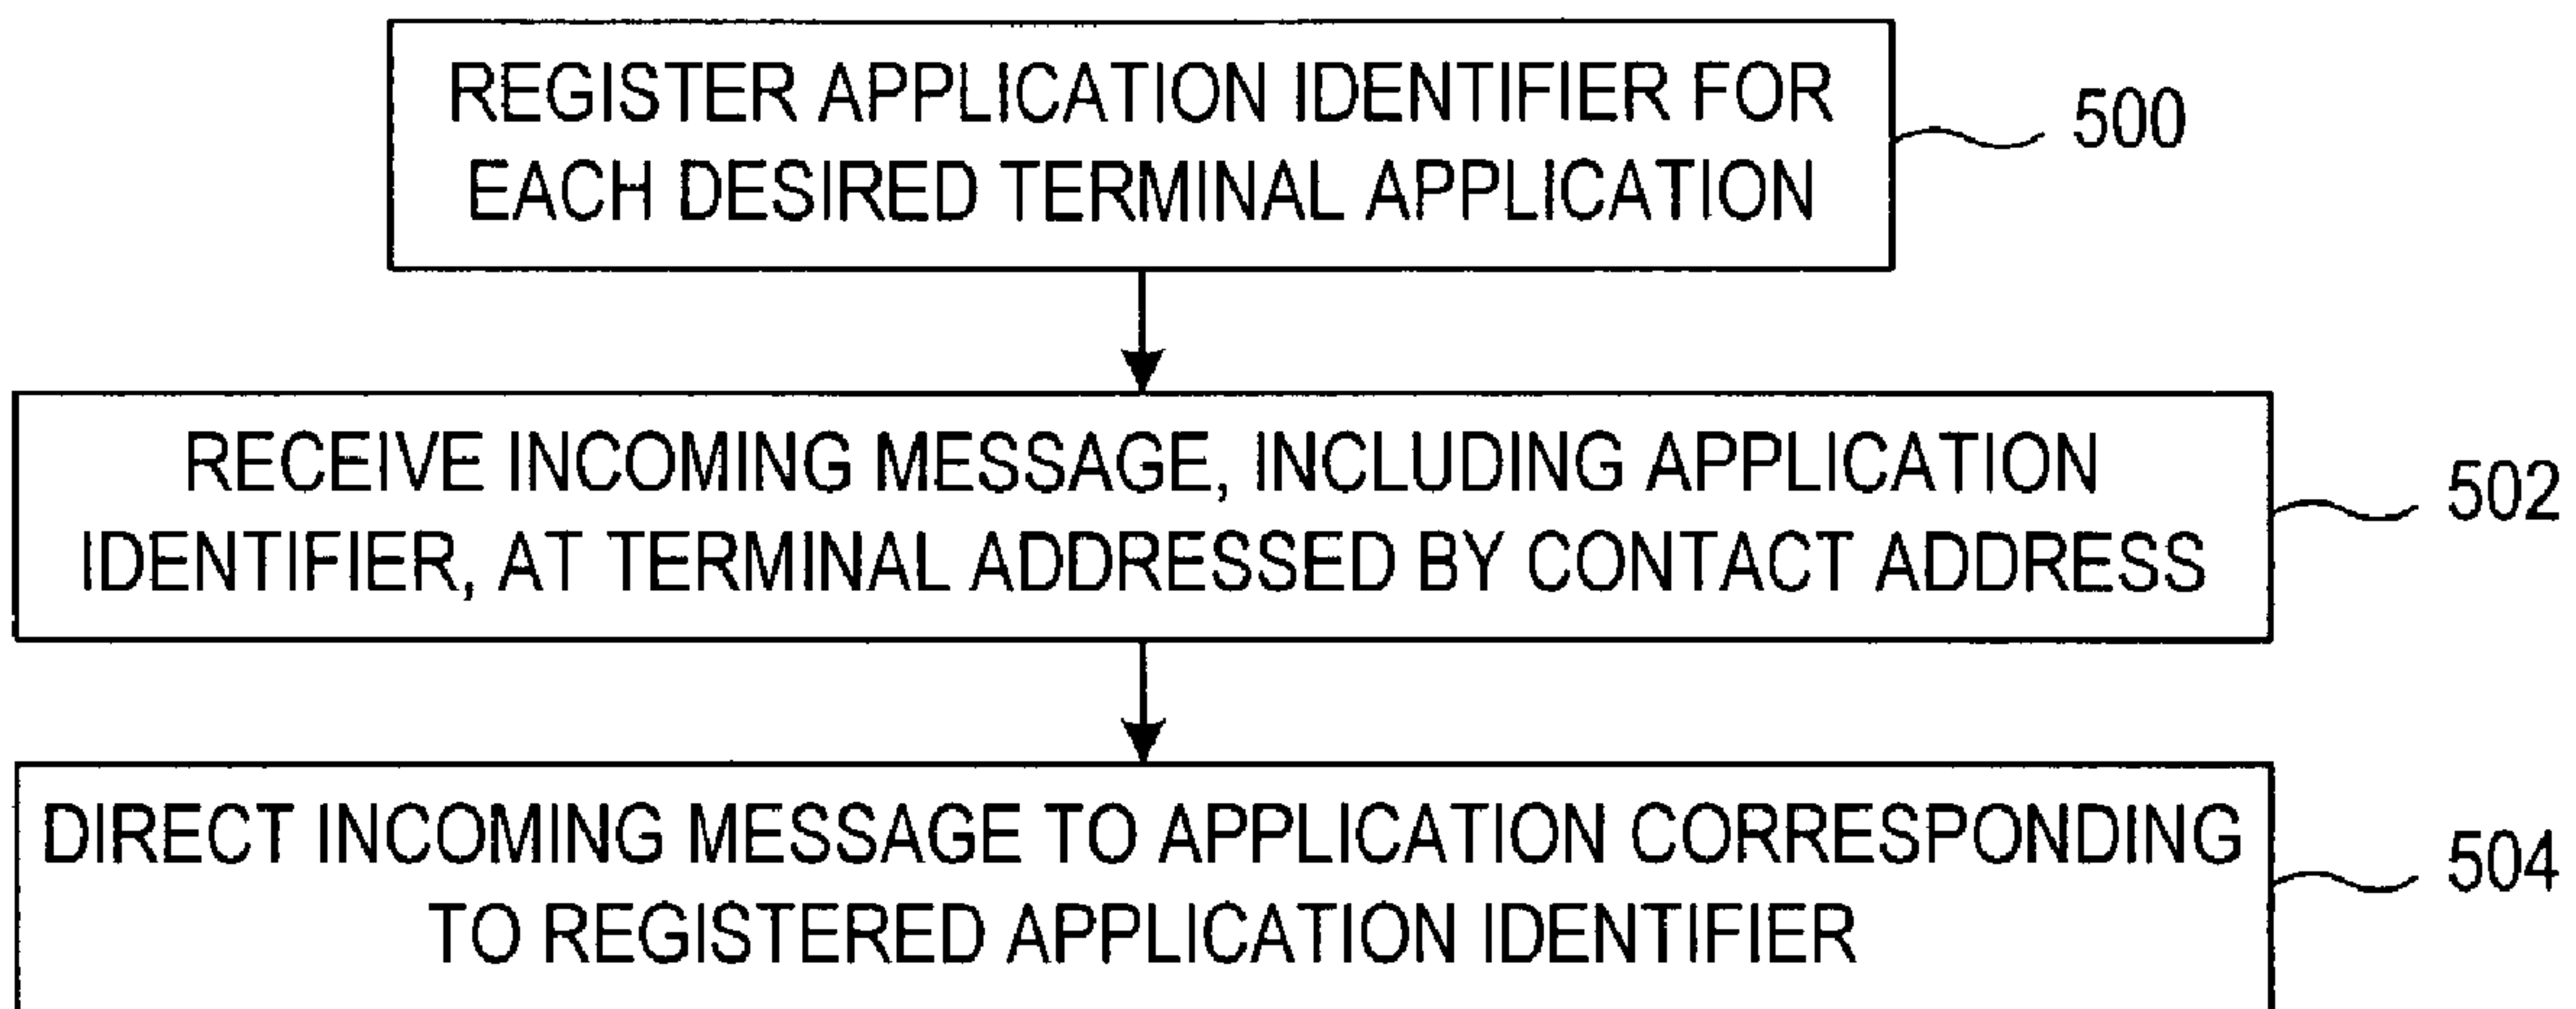 REGISTER APPLICATION IDENTIFIER FOR
EACH DESIRED TERMINAL APPLICATION
500
RECEIVE INCOMING MESSAGE, INCLUDING APPLICATION
IDENTIFIER, AT TERMINAL ADDRESSED BY CONTACT ADDRESS
502
DIRECT INCOMING MESSAGE TO APPLICATION CORRESPONDING
TO REGISTERED APPLICATION IDENTIFIER
504